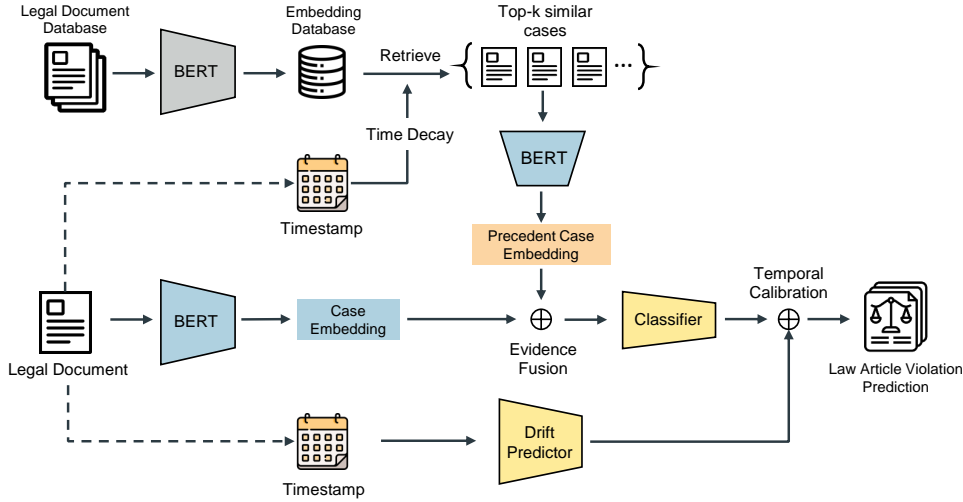 Legal Document
Database
BERT
Embedding
Database
Retrieve
Top-k similar
cases
Time Decay
BERT
Timestamp
Precedent Case
Embedding
Legal Document
BERT
Case
Embedding
Evidence
Fusion
Classifier
Temporal
Calibration
Law Article Violation
Prediction
Timestamp
Drift
Predictor